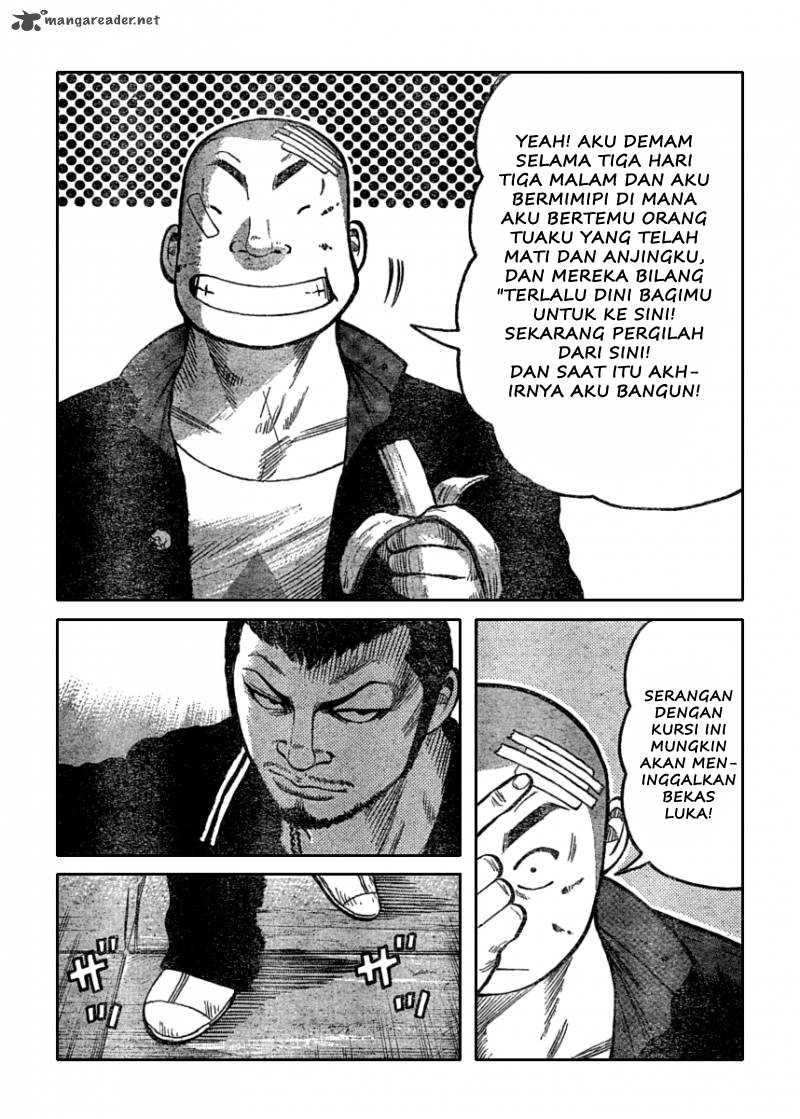 mangareader.net
YEAH! AKU DEMAM
SELAMA TIGA HARI
TIGA MALAM DAN AKU
BERMIMIPI DI MANA
AKU BERTEMU ORANG
TUAKU YANG TELAH
MATI DAN ANJINGKU,
DAN MEREKA BILANG
"TERLALU DINI BAGIMU
UNTUK KE SINI!
SEKARANG PERGILAH
DARI SINI!
DAN SAAT ITU AKH-
IRNYA AKU BANGUN!
SERANGAN
DENGAN
KURSI INI
MUNGKIN
AKAN MEN-
INGGALKAN
BEKAS
LUKA!
ザッ
ザッ